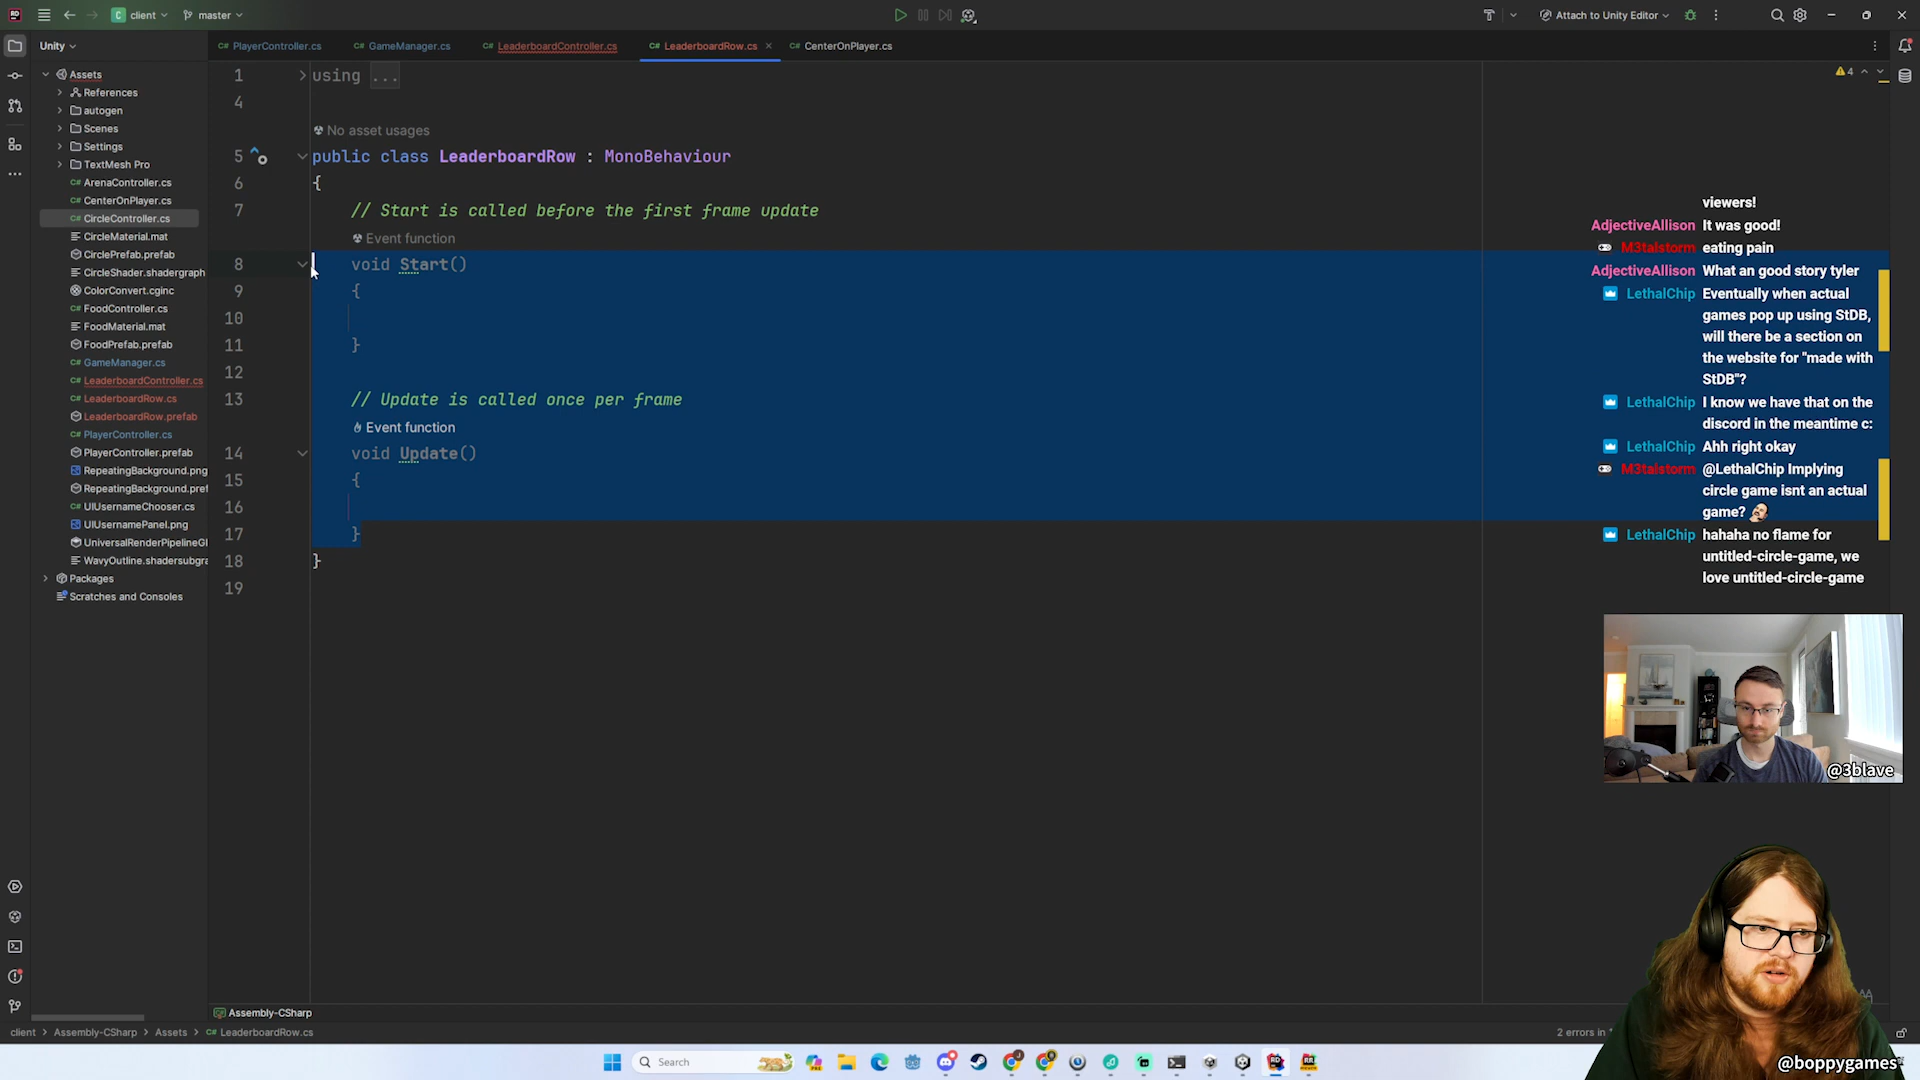 client
master
Attach to Unity Editor
Unity
PlayerController.cs
GameManager.cs
LeaderboardController.cs
LeaderboardRow.cs
CenterOnPlayer.cs
Assets
References
autogen
Scenes
Settings
TextMesh Pro
ArenaController.cs
CenterOnPlayer.cs
CircleController.cs
CircleMaterial.mat
CirclePrefab.prefab
CircleShader.shadergraph
ColorConvert.cginc
FoodController.cs
FoodMaterial.mat
FoodPrefab.prefab
GameManager.cs
LeaderboardController.cs
LeaderboardRow.cs
LeaderboardRow.prefab
PlayerController.cs
PlayerController.prefab
RepeatingBackground.png
RepeatingBackground.pref
UIUsernameChooser.cs
UIUsernamePanel.png
UniversalRenderPipelineGl
WavyOutline.shadersubgra
Packages
Scratches and Consoles
1 using ...
4
No asset usages
5 public class LeaderboardRow : MonoBehaviour
6 {
7 // Start is called before the first frame update
Event function
8 void Start()
9 {
10
11 }
12
13 // Update is called once per frame
Event function
14 void Update()
15 {
16
17 }
18 }
19
4
viewers!
AdjectiveAllison It was good!
M3talstorm eating pain
AdjectiveAllison What an good story tyler
LethalChip Eventually when actual
games pop up using StDB,
will there be a section on
the website for "made with
StDB"?
LethalChip I know we have that on the
discord in the meantime c:
LethalChip Ahh right okay
M3talstorm @LethalChip Implying
circle game isnt an actual
game?
LethalChip hahaha no flame for
untitled-circle-game, we
love untitled-circle-game
@3blave
@boppygames
Assembly-CSharp
client > Assembly-CSharp > Assets > LeaderboardRow.cs
2 errors in
Search